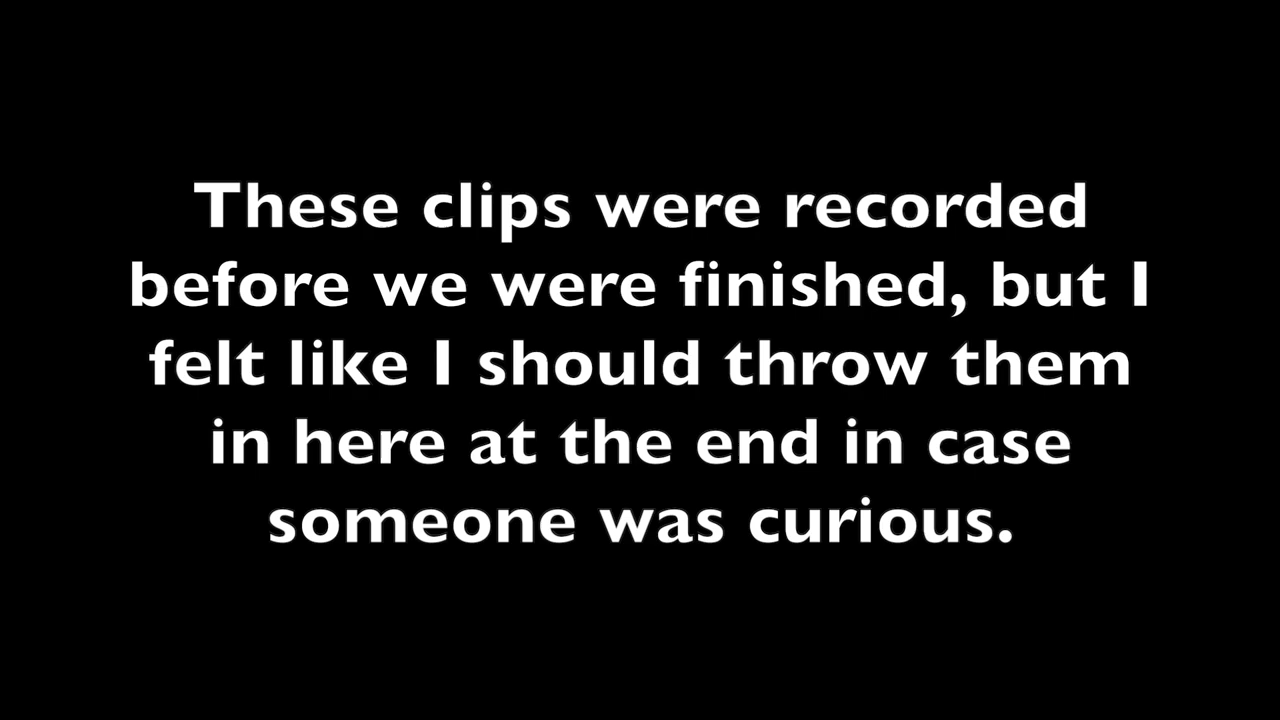 These clips were recorded
before we were finished, but I
felt like I should throw them
in here at the end in case
someone was curious.